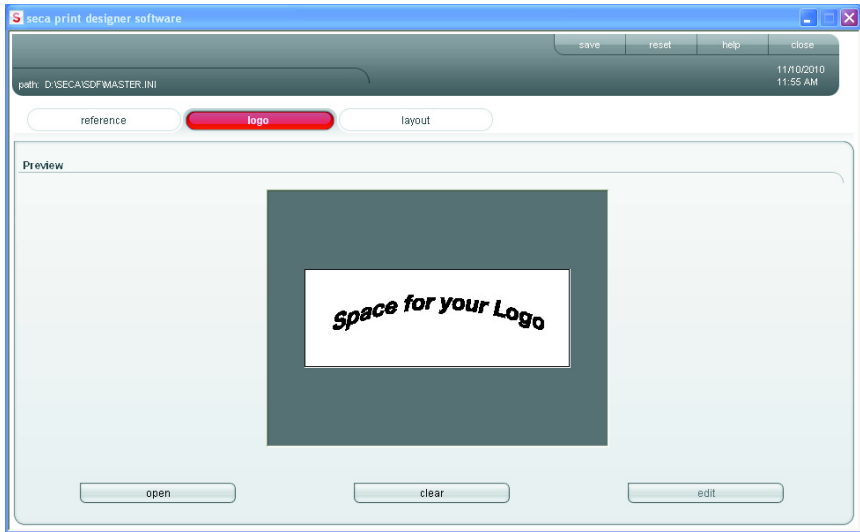 S seca print designer software
save reset help close
path: D:\SECA\SDF\MASTER.INI
11/10/2010
11:55 AM
reference logo layout
Preview
Space for your Logo
open clear edit